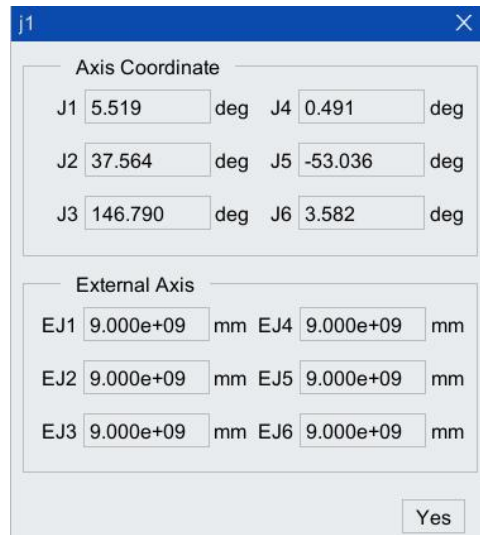 j1
Axis Coordinate
J1 5.519 deg J4 0.491 deg
J2 37.564 deg J5 -53.036 deg
J3 146.790 deg J6 3.582 deg
External Axis
EJ1 9.000e+09 mm EJ4 9.000e+09 mm
EJ2 9.000e+09 mm EJ5 9.000e+09 mm
EJ3 9.000e+09 mm EJ6 9.000e+09 mm
Yes